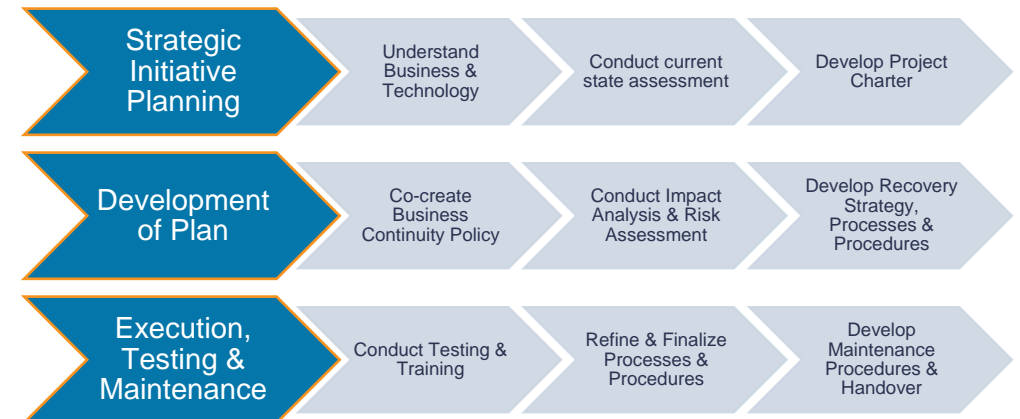 Strategic
Initiative
Planning
Understand
Business &
Technology
Conduct current
state assessment
Develop Project
Charter
Development
of Plan
Co-create
Business
Continuity Policy
Conduct Impact
Analysis & Risk
Assessment
Develop Recovery
Strategy,
Processes &
Procedures
Execution,
Testing &
Maintenance
Conduct Testing &
Training
Refine & Finalize
Processes &
Procedures
Develop
Maintenance
Procedures &
Handover